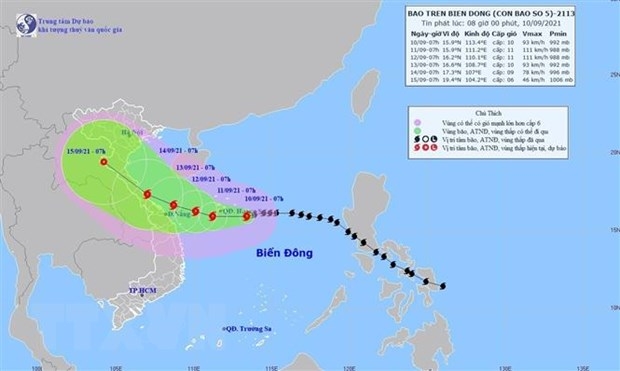 Trung tâm Dự báo
khí tượng thuỷ văn quốc gia
BAO TREN BIEN DONG (CON BAO SO 5)-2113
Tin phát lúc: 08 giờ 00 phút, 10/09/2021
Ngày-giờ Vĩ độ Kinh độ Cấp gió Vmax Pmin
10/09-07h 15.9°N 113.4°E cấp 10 93 km/h 992 mb
11/09-07h 15.9°N 111.2°E cấp 11 111 km/h 988 mb
12/09-07h 16.2°N 110.1°E cấp 11 111 km/h 988 mb
13/09-07h 16.6°N 108.7°E cấp 10 93 km/h 992 mb
14/09-07h 17.3°N 107°E cấp 09 78 km/h 996 mb
15/09-07h 19.4°N 104.2°E cấp 06 46 km/h 1006 mb
Chú Thích
Vùng có thể có gió mạnh lớn hơn cấp 6
Vùng bão, ATNĐ, vùng thấp có thể đi qua
Vị trí tâm bão, ATNĐ, vùng thấp đã qua
Vị trí tâm bão, ATNĐ, vùng thấp hiện tại, dự báo
25N
20N
15N
Hà Nội
15/09/21 - 07h
14/09/21 - 07h
13/09/21 - 07h
12/09/21 - 07h
11/09/21 - 07h
10/09/21 - 07h
Đ.Nẵng
QĐ. Hoàng Sa
Biển Đông
TP.HCM
QĐ. Trường Sa
TTXVN
100E
105E
110E
115E
120E
125E
130E
135E